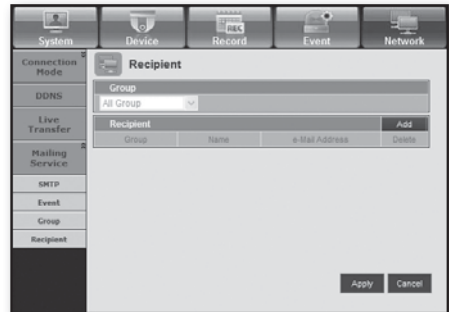 System Device Record Event Network
REC
Connection Mode
DDNS
Live Transfer
Mailing Service
SMTP
Event
Group
Recipient
Recipient
Group
All Group
Recipient Add
Group Name e-Mail Address Delete
Apply Cancel